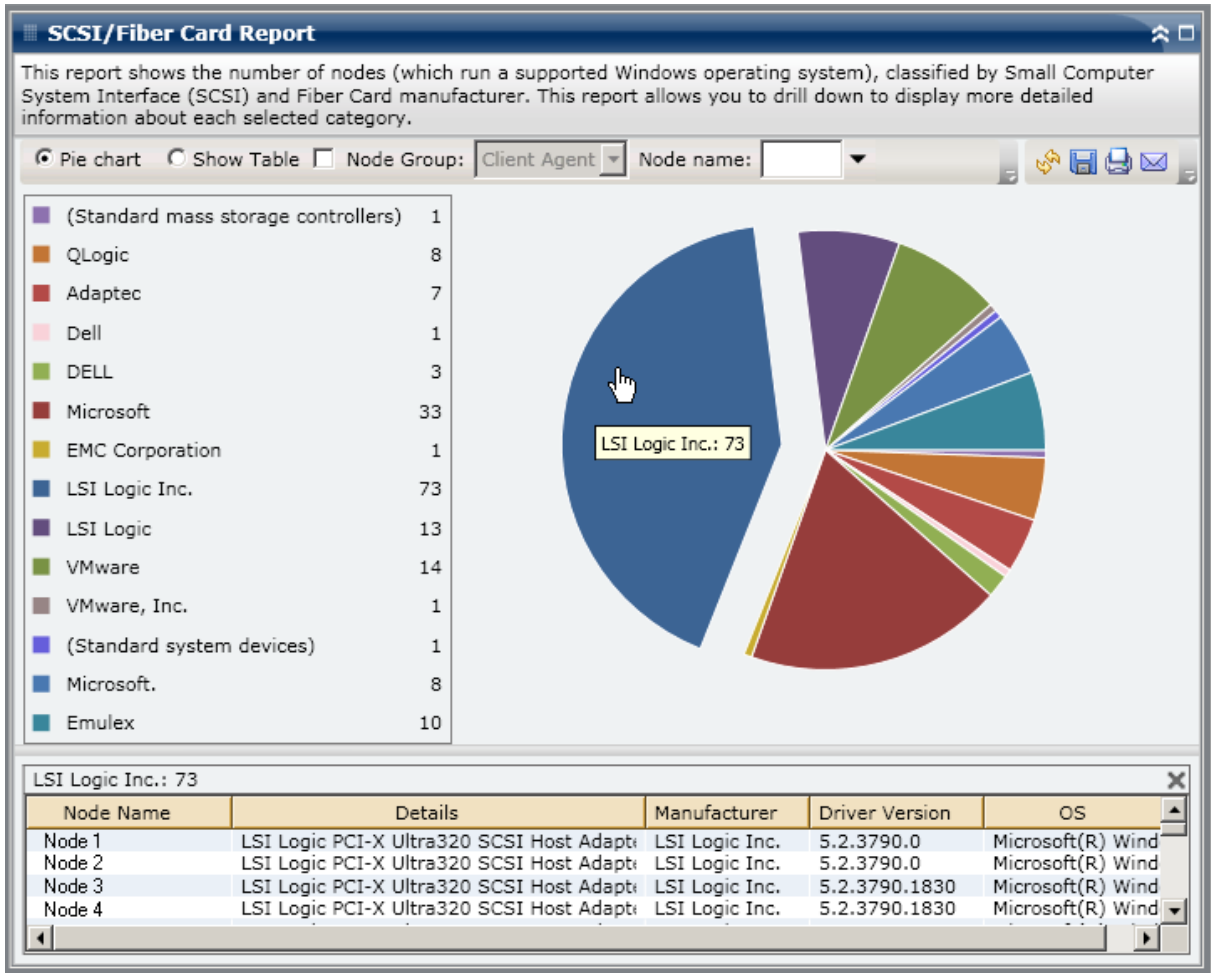 SCSI/Fiber Card Report
This report shows the number of nodes (which run a supported Windows operating system), classified by Small Computer
System Interface (SCSI) and Fiber Card manufacturer. This report allows you to drill down to display more detailed
information about each selected category.
Pie chart Show Table Node Group: Client Agent Node name:
(Standard mass storage controllers) 1
QLogic 8
Adaptec 7
Dell 1
DELL 3
Microsoft 33
EMC Corporation 1
LSI Logic Inc. 73
LSI Logic 13
VMware 14
VMware, Inc. 1
(Standard system devices) 1
Microsoft. 8
Emulex 10
LSI Logic Inc.: 73
LSI Logic Inc.: 73
Node Name Details Manufacturer Driver Version OS
Node 1 LSI Logic PCI-X Ultra320 SCSI Host Adapte LSI Logic Inc. 5.2.3790.0 Microsoft(R) Wind
Node 2 LSI Logic PCI-X Ultra320 SCSI Host Adapte LSI Logic Inc. 5.2.3790.0 Microsoft(R) Wind
Node 3 LSI Logic PCI-X Ultra320 SCSI Host Adapte LSI Logic Inc. 5.2.3790.1830 Microsoft(R) Wind
Node 4 LSI Logic PCI-X Ultra320 SCSI Host Adapte LSI Logic Inc. 5.2.3790.1830 Microsoft(R) Wind